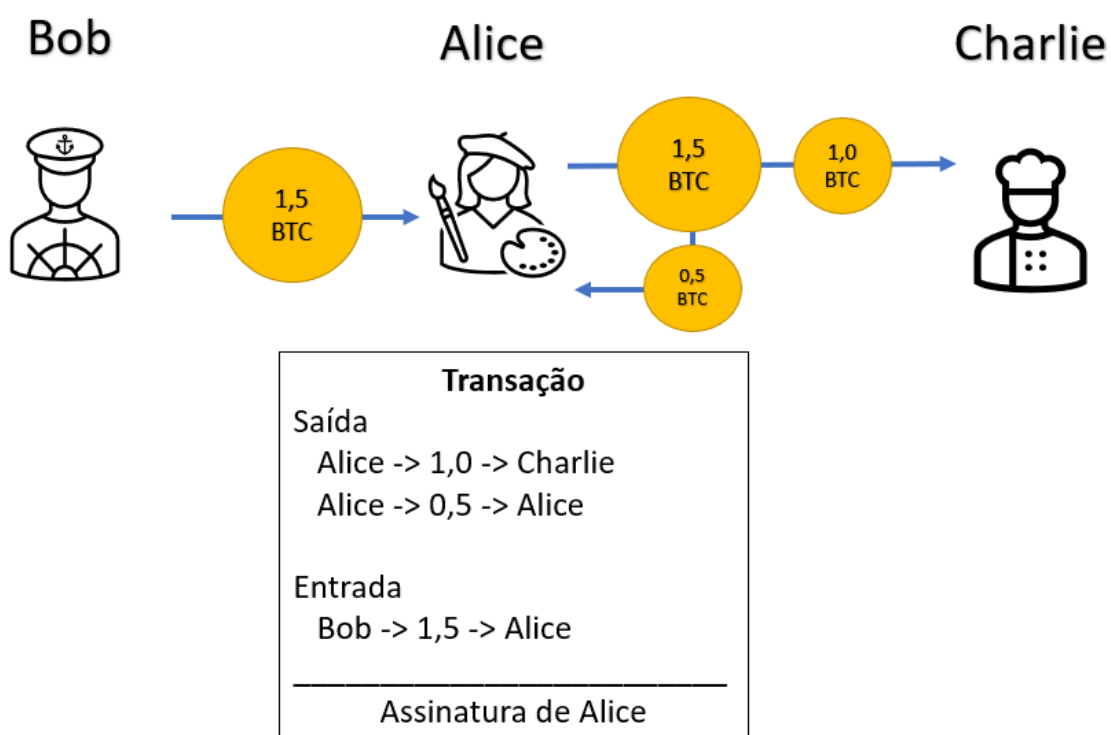 Bob
Alice
Charlie
1,5
BTC
1,5
BTC
1,0
BTC
0,5
BTC
Transação
Saída
Alice -> 1,0 -> Charlie
Alice -> 0,5 -> Alice
Entrada
Bob -> 1,5 -> Alice
Assinatura de Alice